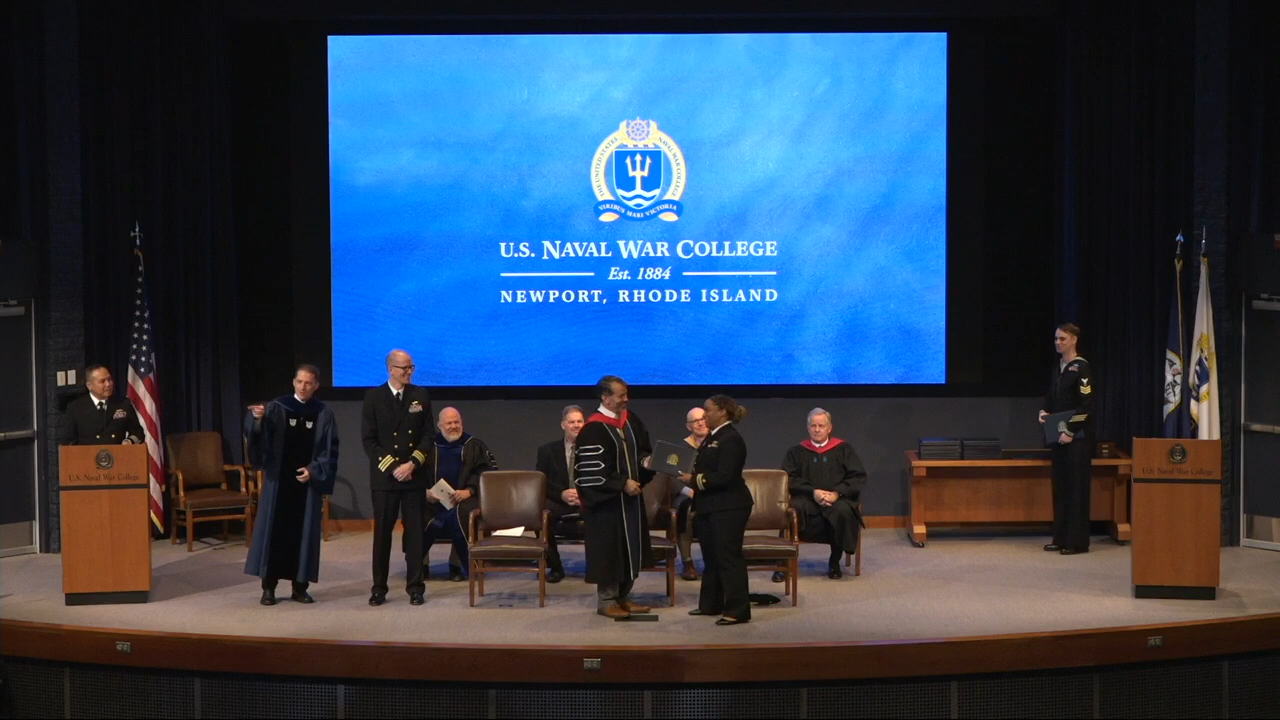 THE UNITED STATES NAVAL WAR COLLEGE
VIRIBUS MARI VICTORIA
U.S. NAVAL WAR COLLEGE
Est. 1884
NEWPORT, RHODE ISLAND
U.S. Naval War College
U.S. Naval War College